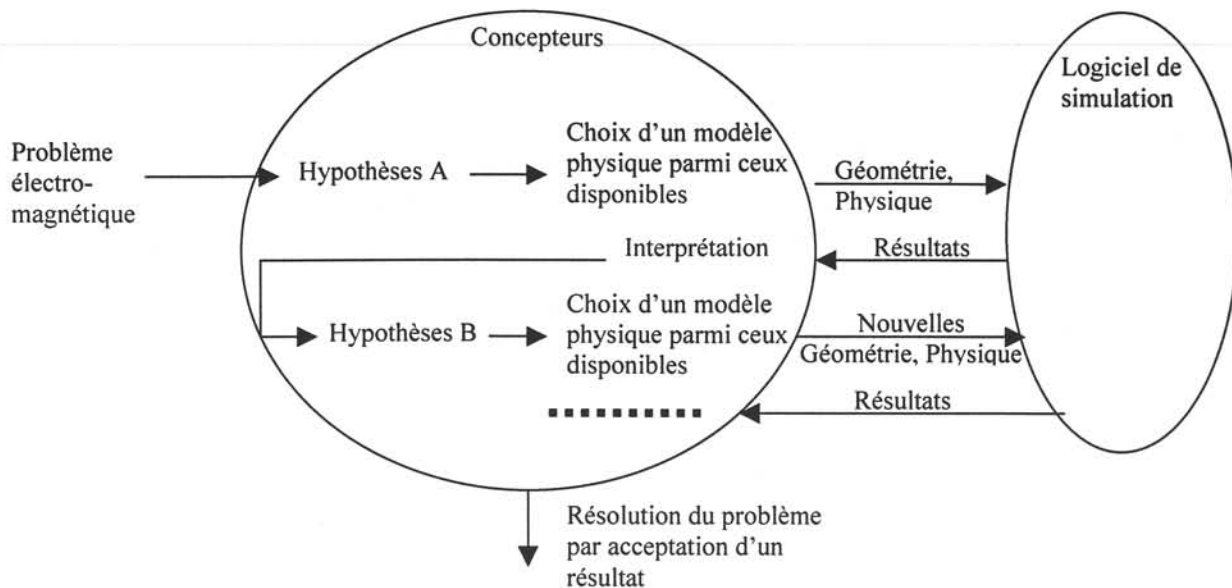 Concepteurs
Logiciel de
simulation
Problème
électro-
magnétique
Hypothèses A
Choix d'un modèle
physique parmi ceux
disponibles
Géométrie,
Physique
Interprétation
Résultats
Hypothèses B
Choix d'un modèle
physique parmi ceux
disponibles
Nouvelles
Géométrie, Physique
Résultats
Résolution du problème
par acceptation d'un
résultat